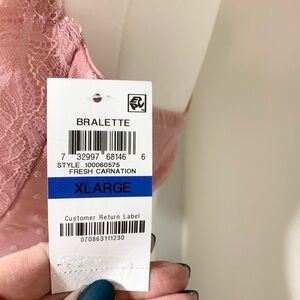 BRALETTE
7 32997 68146 6
STYLE 100060575
FRESH CARNATION
XLARGE
Customer Return Label
070863111230